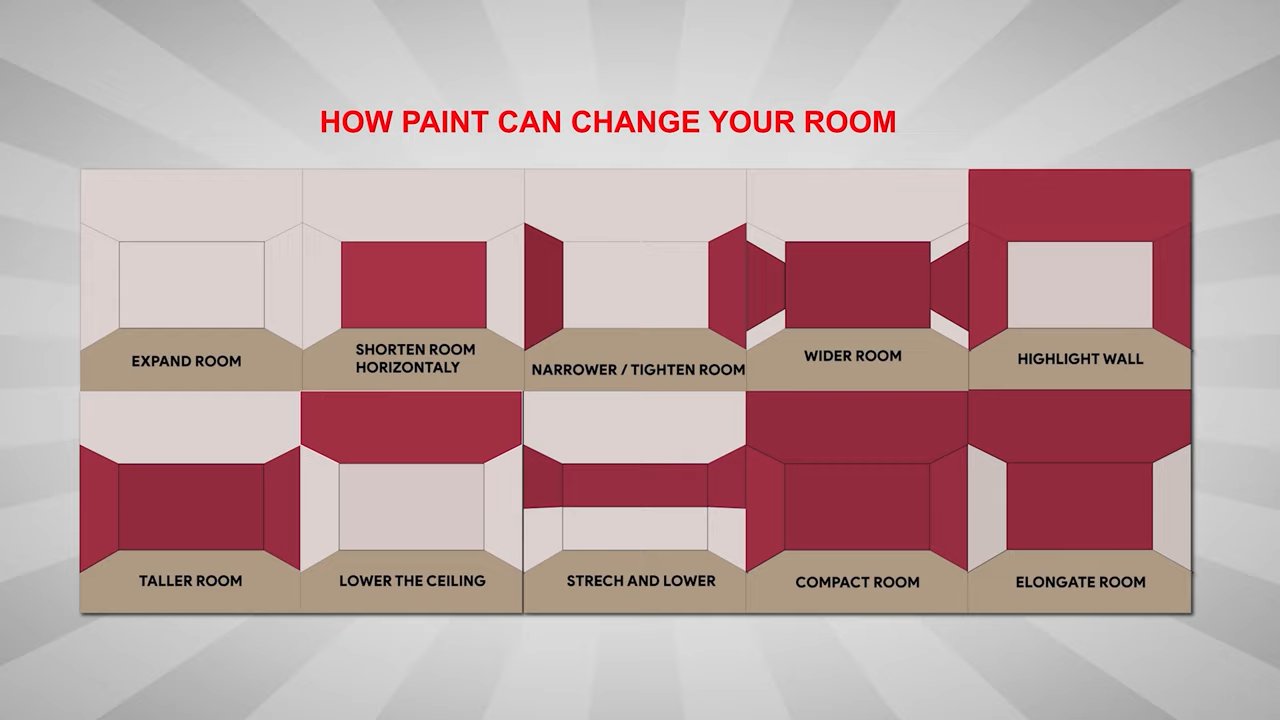 HOW PAINT CAN CHANGE YOUR ROOM
EXPAND ROOM
SHORTEN ROOM
HORIZONTALY
NARROWER / TIGHTEN ROOM
WIDER ROOM
HIGHLIGHT WALL
TALLER ROOM
LOWER THE CEILING
STRECH AND LOWER
COMPACT ROOM
ELONGATE ROOM